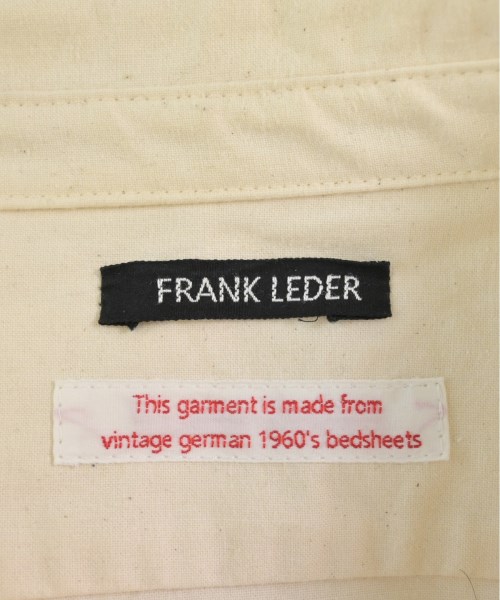 FRANK LEDER
This garment is made from
vintage german 1960's bedsheets